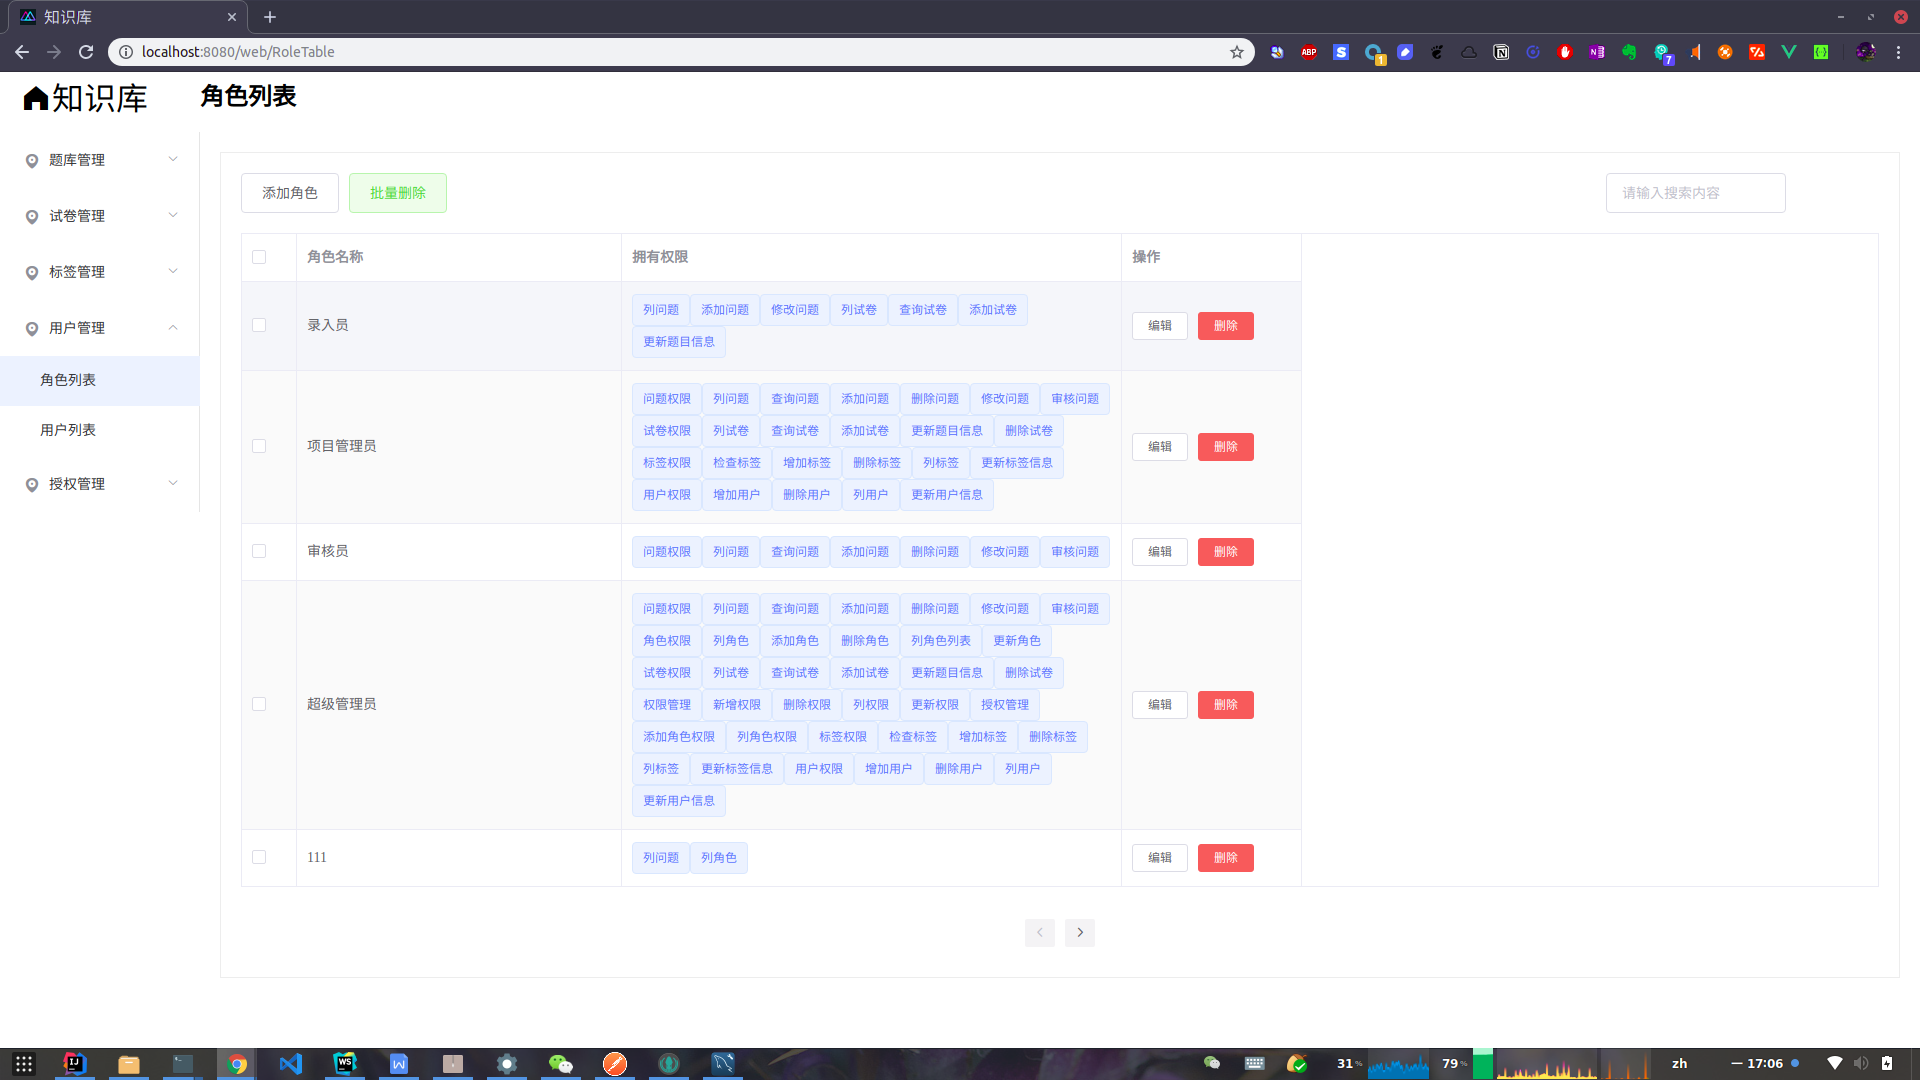 知识库
localhost:8080/web/RoleTable
ABP
1
7
知识库
角色列表
题库管理
试卷管理
标签管理
用户管理
角色列表
用户列表
授权管理
添加角色 批量删除 请输入搜索内容
角色名称 拥有权限 操作
录入员
列问题 添加问题 修改问题 列试卷 查询试卷 添加试卷
更新题目信息
编辑 删除
项目管理员
问题权限 列问题 查询问题 添加问题 删除问题 修改问题 审核问题
试卷权限 列试卷 查询试卷 添加试卷 更新题目信息 删除试卷
标签权限 检查标签 增加标签 删除标签 列标签 更新标签信息
用户权限 增加用户 删除用户 列用户 更新用户信息
编辑 删除
审核员
问题权限 列问题 查询问题 添加问题 删除问题 修改问题 审核问题
编辑 删除
超级管理员
问题权限 列问题 查询问题 添加问题 删除问题 修改问题 审核问题
角色权限 列角色 添加角色 删除角色 列角色列表 更新角色
试卷权限 列试卷 查询试卷 添加试卷 更新题目信息 删除试卷
权限管理 新增权限 删除权限 列权限 更新权限 授权管理
添加角色权限 列角色权限 标签权限 检查标签 增加标签 删除标签
列标签 更新标签信息 用户权限 增加用户 删除用户 列用户
更新用户信息
编辑 删除
111
列问题 列角色
编辑 删除
31% 79% zh 一 17:06